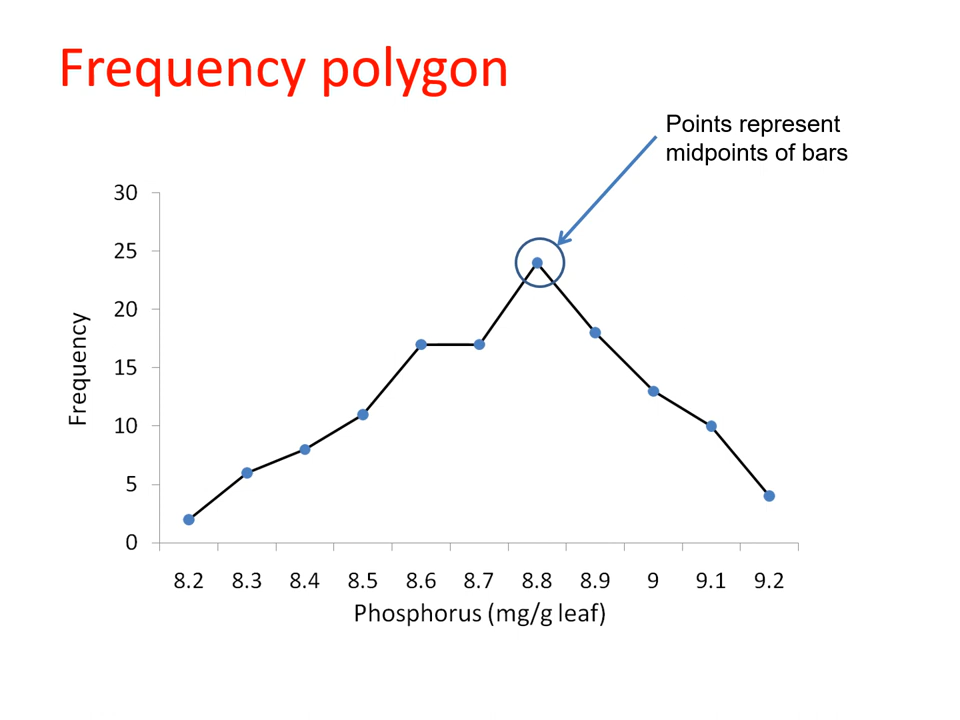 Frequency polygon
Points represent
midpoints of bars
30
25
20
15
10
5
0
Frequency
8.2 8.3 8.4 8.5 8.6 8.7 8.8 8.9 9 9.1 9.2
Phosphorus (mg/g leaf)